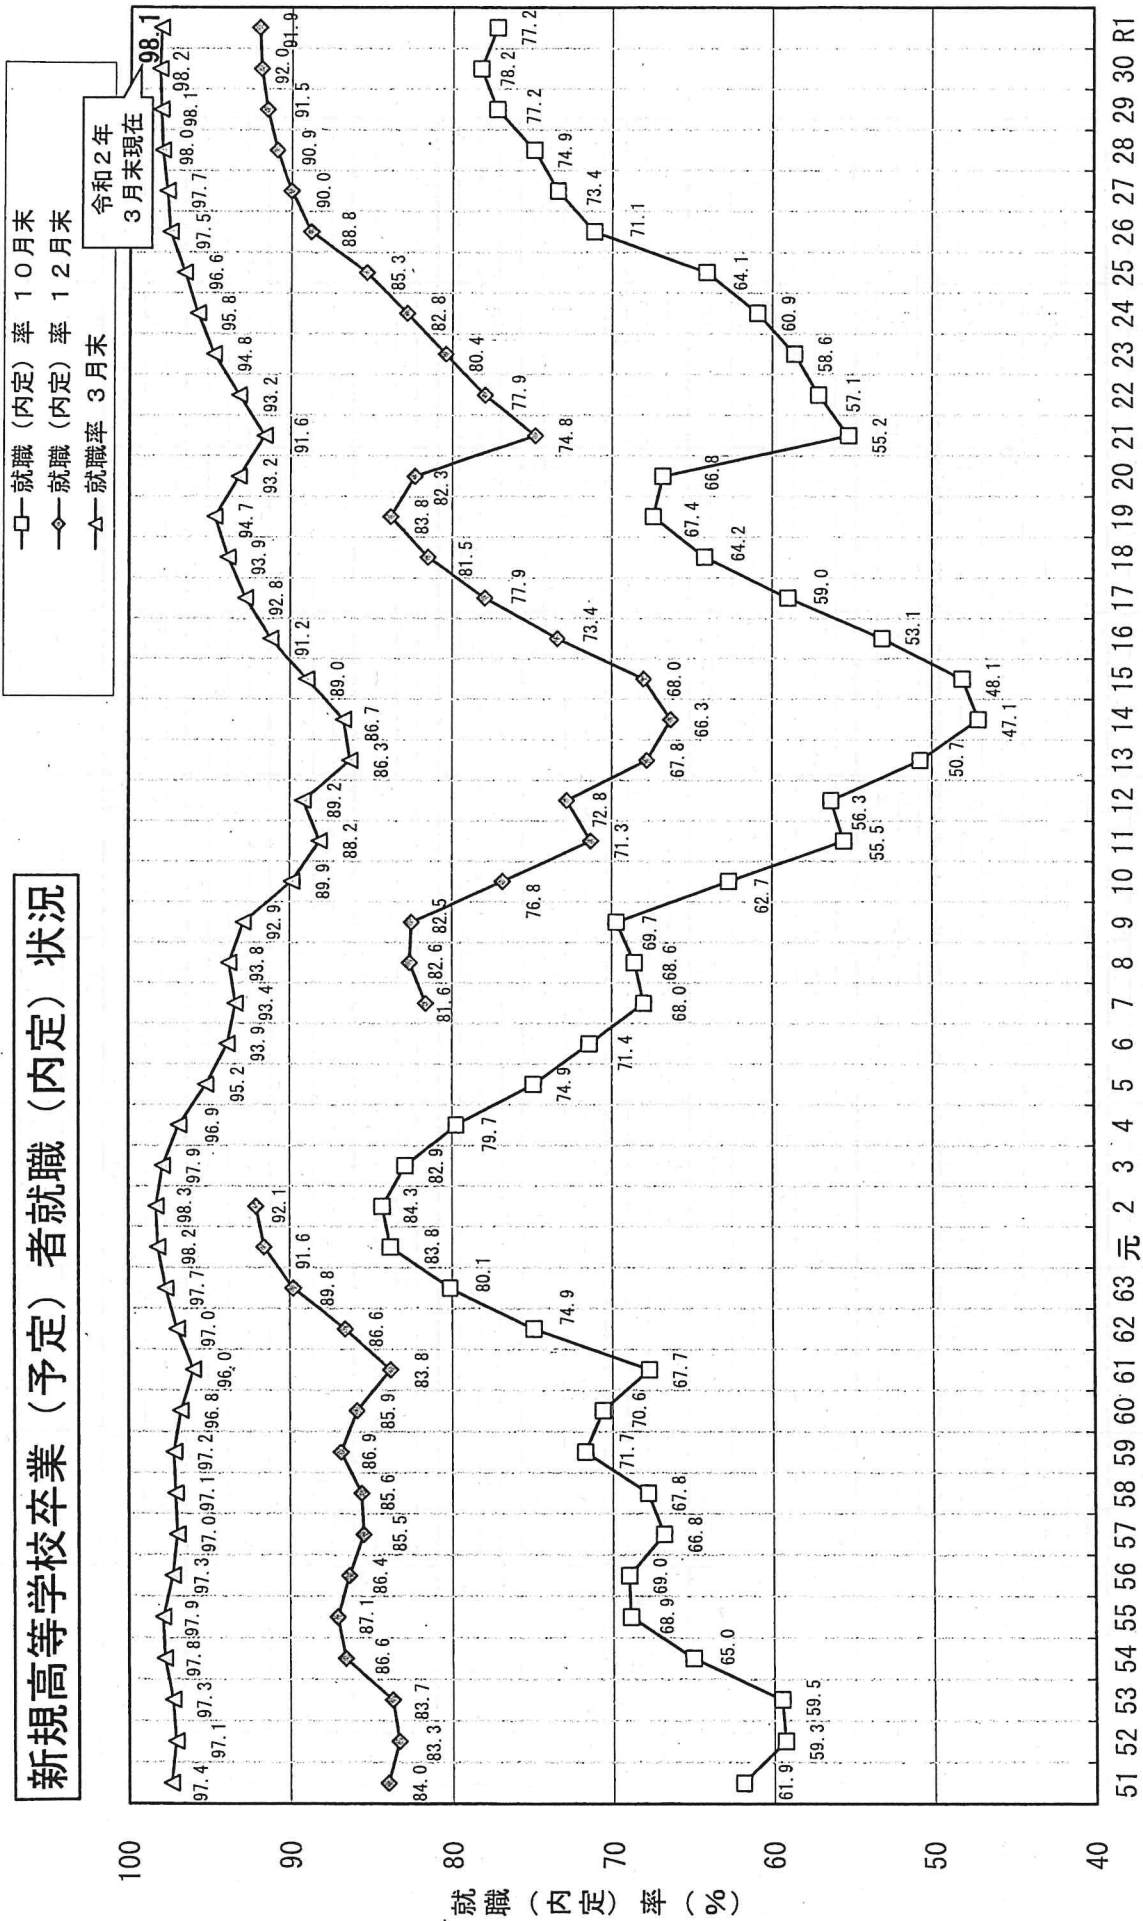 新規高等学校卒業（予定）者就職（内定）状況
就職（内定）率 １０月末
就職（内定）率 １２月末
就職率 ３月末
令和２年
３月末現在
就職（内定）率（％）
100
90
80
70
60
50
40
97.4 97.1 97.3 97.8 97.9 97.3 97.0 97.1 97.2 96.8 96.0 97.0 97.7 98.2 98.3 97.9 96.9 95.2 93.9 93.4 93.8 92.9 89.9 88.2 89.2 86.3 86.7 89.0 91.2 92.8 93.9 94.7 93.2 91.6 93.2 94.8 95.8 96.6 97.5 97.7 98.0 98.1 98.2 98.1
84.0 83.3 83.7 86.6 87.1 86.4 85.5 85.6 86.9 85.9 83.8 86.6 89.8 91.6 92.1 81.6 82.6 82.5 76.8 71.3 72.8 67.8 66.3 68.0 73.4 77.9 81.5 83.8 82.3 74.8 77.9 80.4 82.8 85.3 88.8 90.0 90.9 91.5 92.0 91.9
61.9 59.3 59.5 65.0 68.9 69.0 66.8 67.8 71.7 70.6 67.7 74.9 80.1 83.8 84.3 82.9 79.7 74.9 71.4 68.0 68.6 69.7 62.7 55.5 56.3 50.7 47.1 48.1 53.1 59.0 64.2 67.4 66.8 55.2 57.1 58.6 60.9 64.1 71.1 73.4 74.9 77.2 78.2 77.2
51 52 53 54 55 56 57 58 59 60 61 62 63 元 2 3 4 5 6 7 8 9 10 11 12 13 14 15 16 17 18 19 20 21 22 23 24 25 26 27 28 29 30 R1